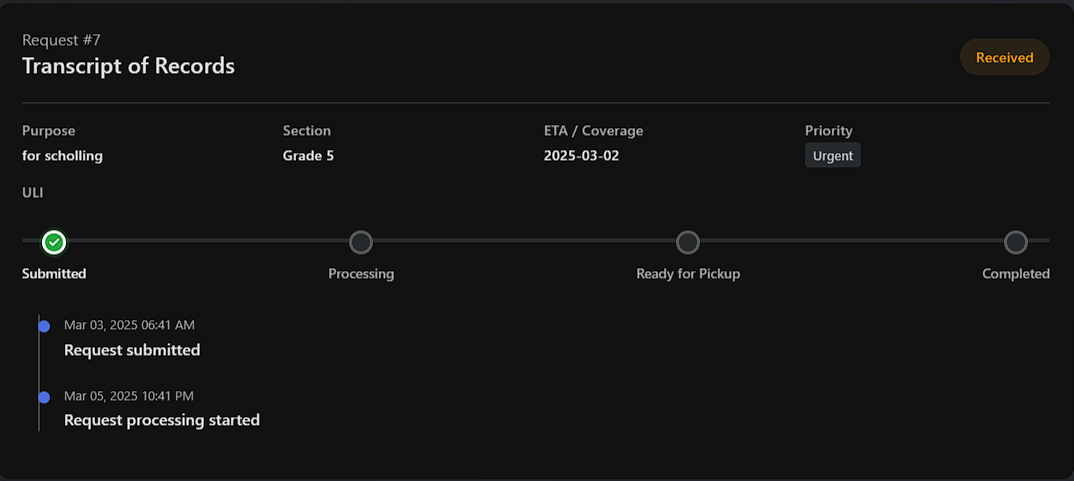 Request #7
Transcript of Records
Received
Purpose
for scholling
Section
Grade 5
ETA / Coverage
2025-03-02
Priority
Urgent
ULI
Submitted
Processing
Ready for Pickup
Completed
Mar 03, 2025 06:41 AM
Request submitted
Mar 05, 2025 10:41 PM
Request processing started